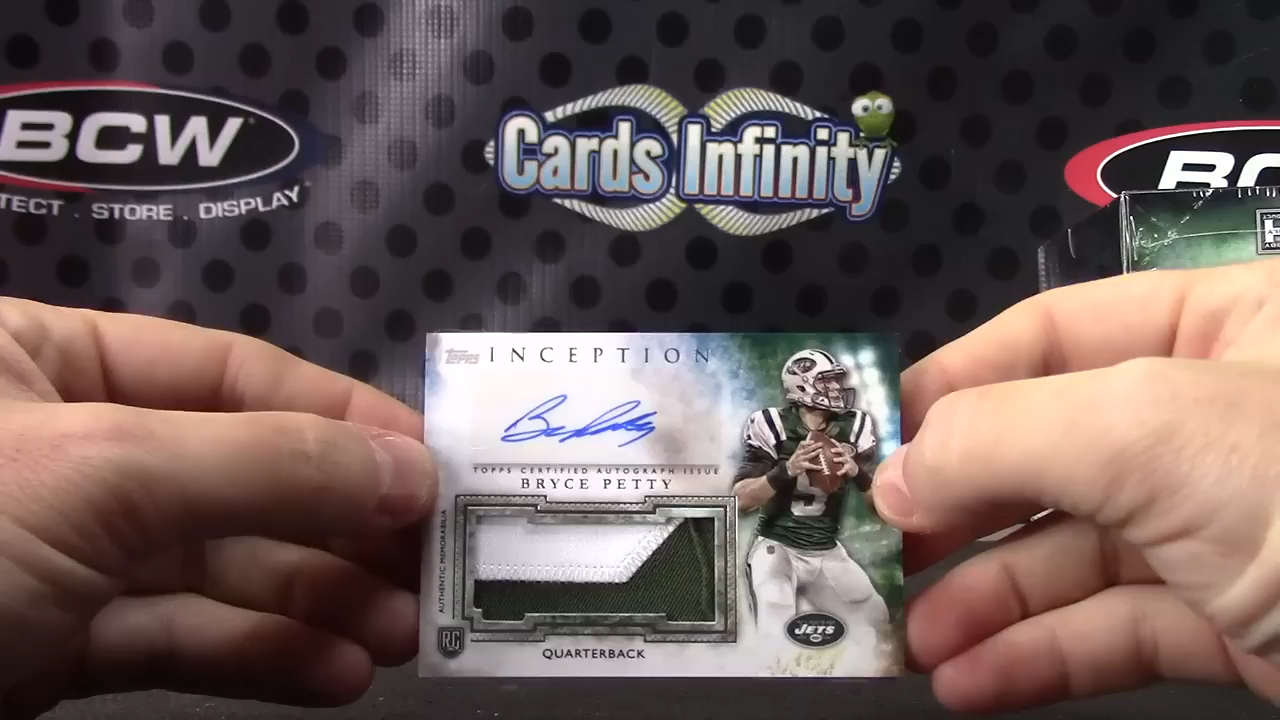 BCW
TECT . STORE . DISPLAY
Cards Infinity
BC
Topps INCEPTION
TOPPS CERTIFIED AUTOGRAPH ISSUE
BRYCE PETTY
AUTHENTIC MEMORABILIA
RC
QUARTERBACK
5
JETS